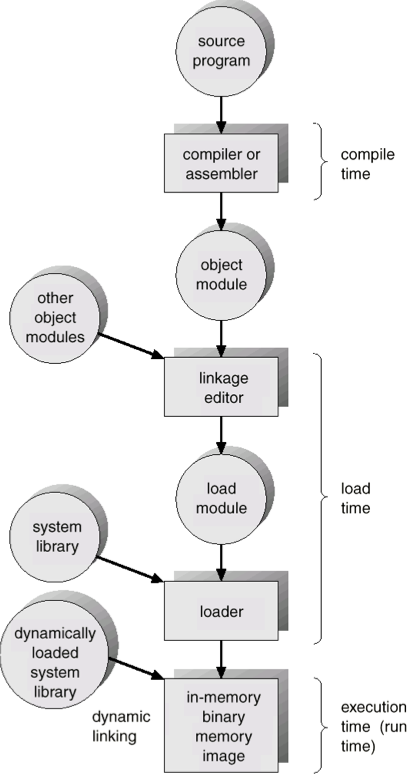 source
program
compiler or
assembler
compile
time
object
module
other
object
modules
linkage
editor
load
module
load
time
system
library
loader
dynamically
loaded
system
library
dynamic
linking
in-memory
binary
memory
image
execution
time (run
time)